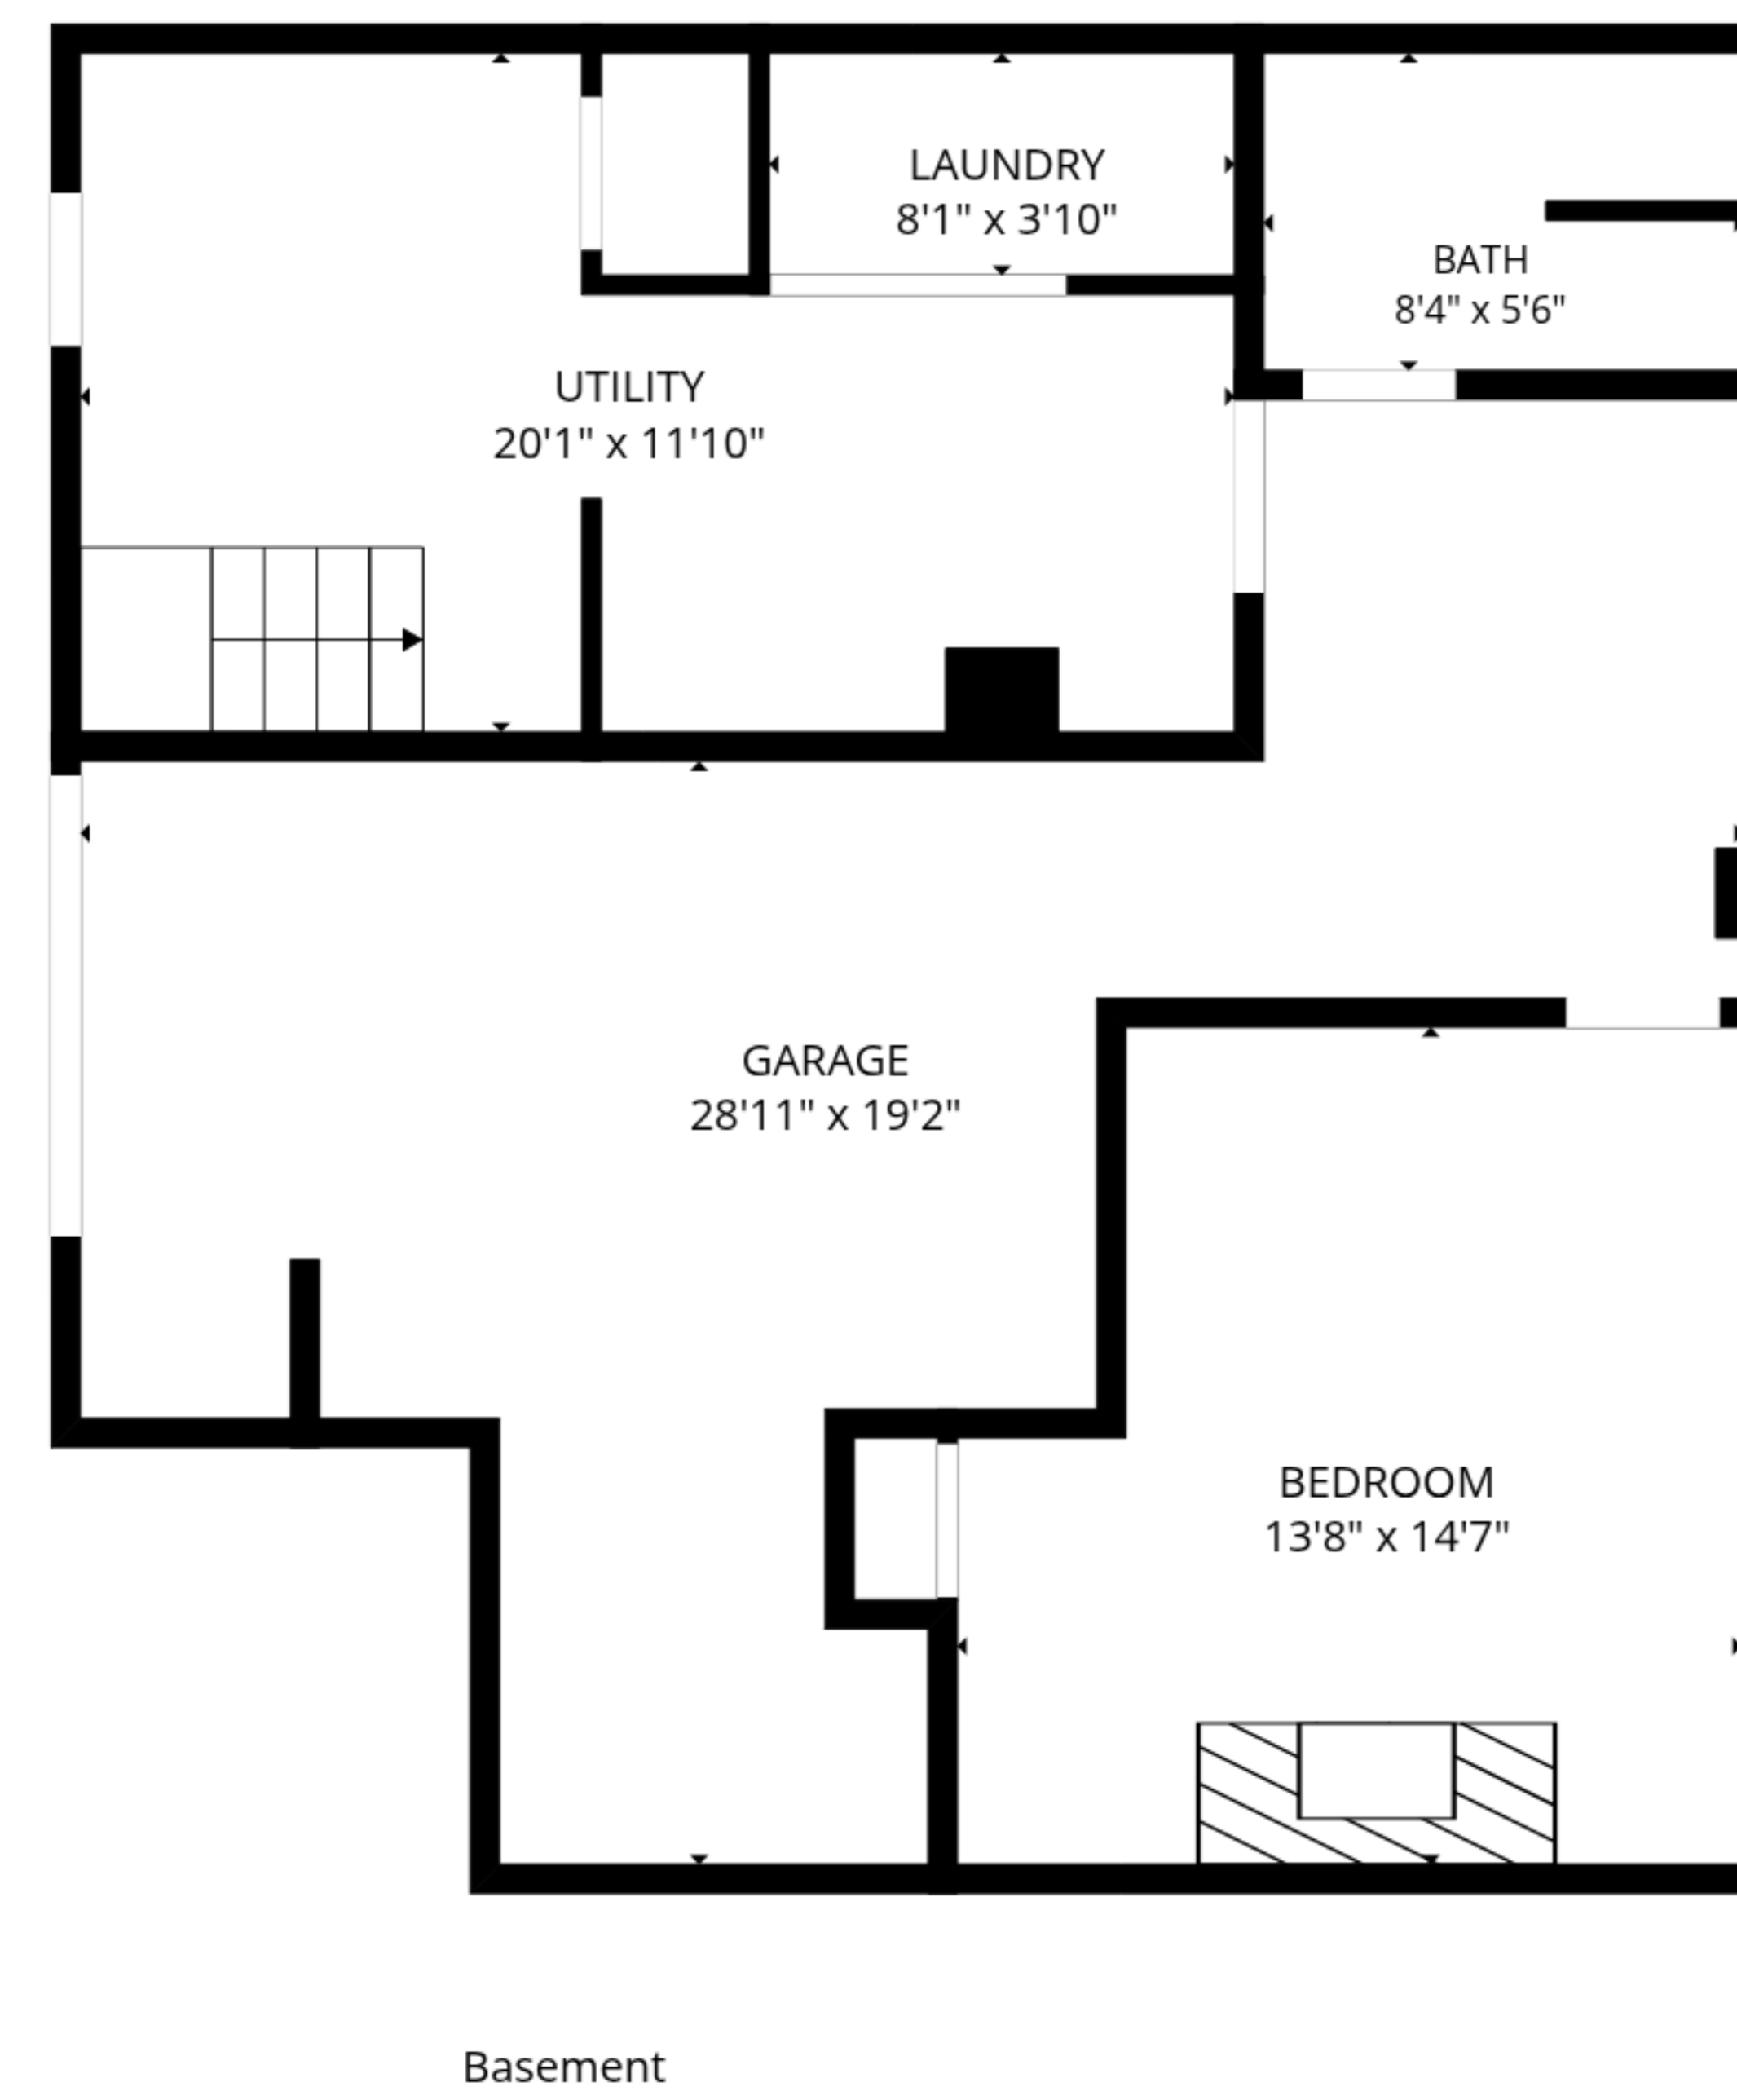 LAUNDRY
8'1" x 3'10"
BATH
8'4" x 5'6"
UTILITY
20'1" x 11'10"
GARAGE
28'11" x 19'2"
BEDROOM
13'8" x 14'7"
Basement